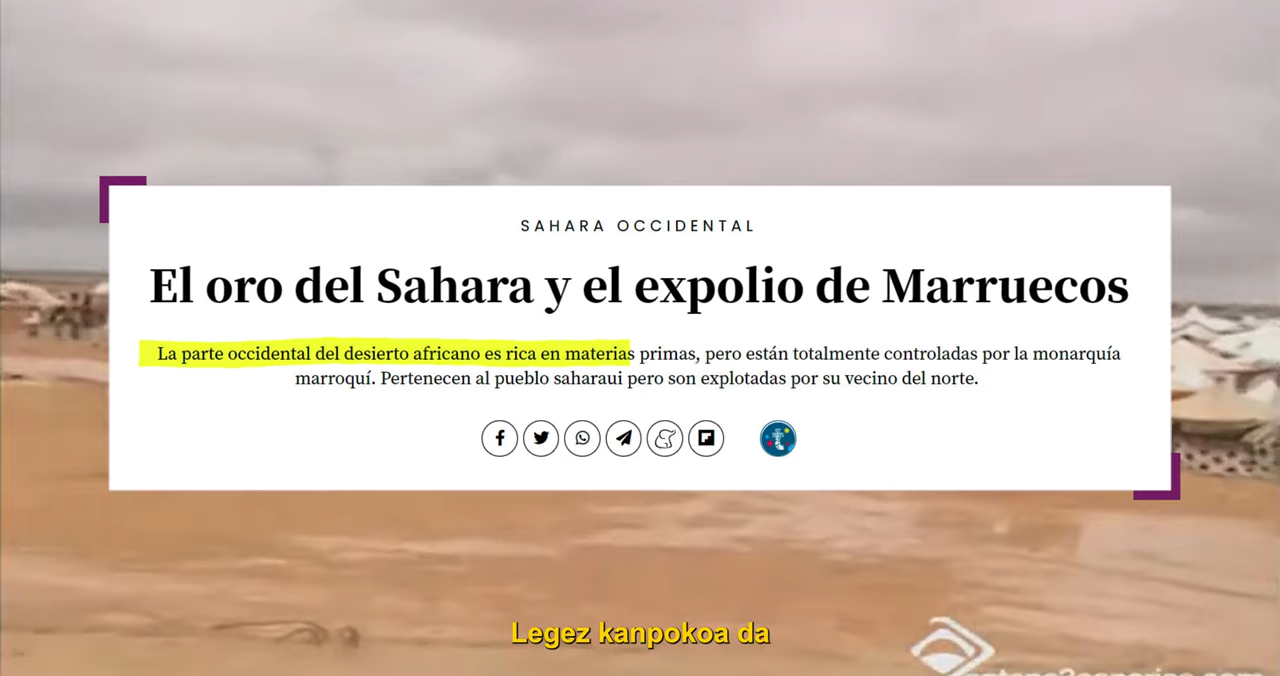 SAHARA OCCIDENTAL
El oro del Sahara y el expolio de Marruecos
La parte occidental del desierto africano es rica en materias primas, pero están totalmente controladas por la monarquía
marroquí. Pertenecen al pueblo saharaui pero son explotadas por su vecino del norte.
Legez kanpokoa da